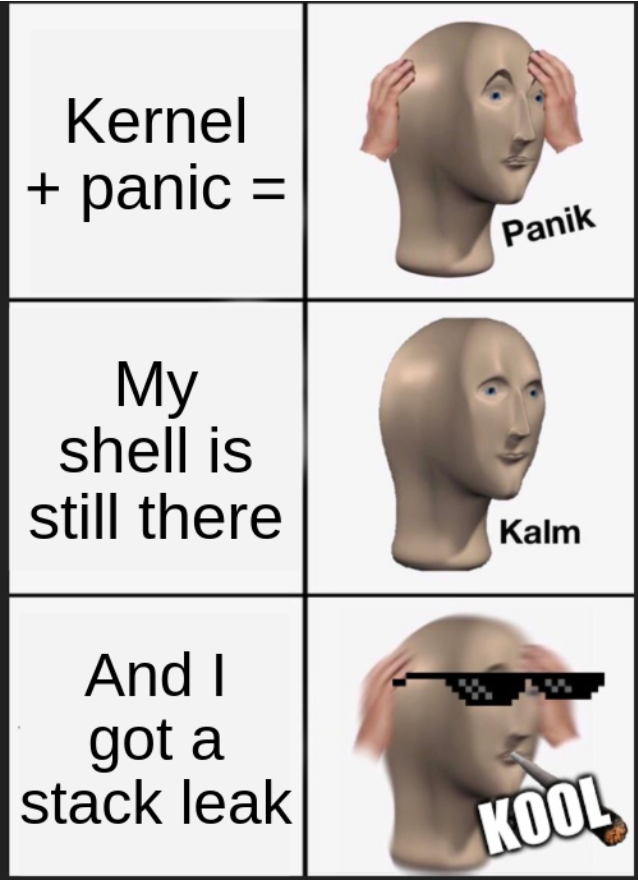 Kernel
+ panic =
Panik
My
shell is
still there
Kalm
And I
got a
stack leak
KOOL